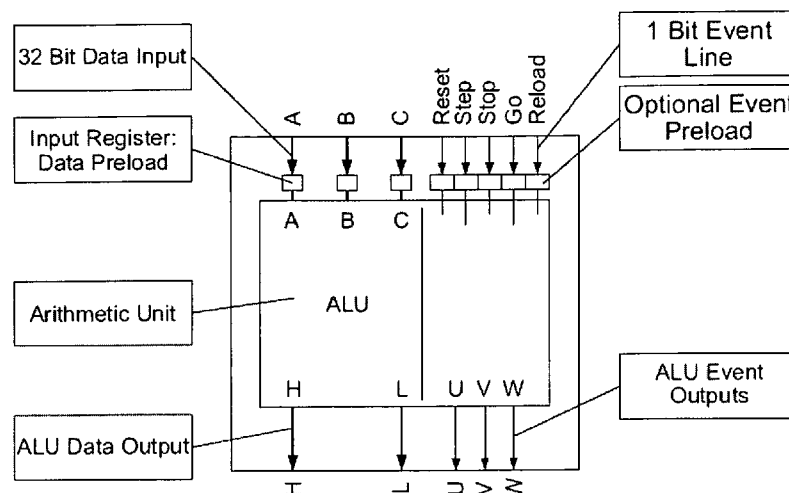 32 Bit Data Input
Input Register:
Data Preload
Arithmetic Unit
ALU Data Output
A
B
C
Reset
Step
Stop
Go
Reload
1 Bit Event
Line
Optional Event
Preload
A
B
C
ALU
H
L
U
V
W
ALU Event
Outputs
H
L
U
V
W